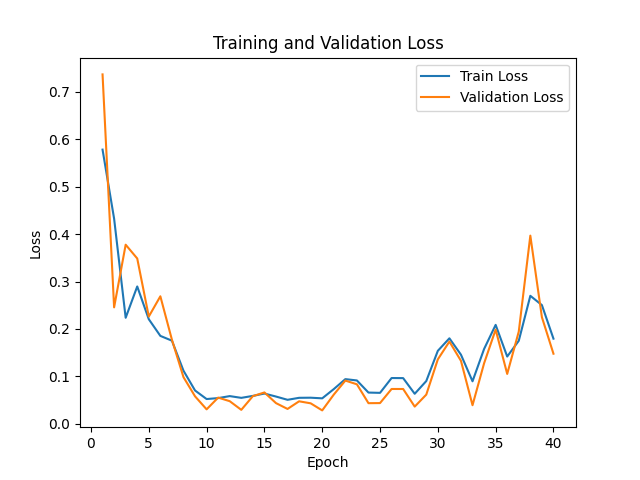 Training and Validation Loss
Train Loss
Validation Loss
0.7
0.6
0.5
0.4
0.3
0.2
0.1
0.0
Loss
0 5 10 15 20 25 30 35 40
Epoch